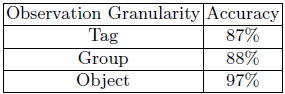 Observation Granularity Accuracy
Tag 87%
Group 88%
Object 97%